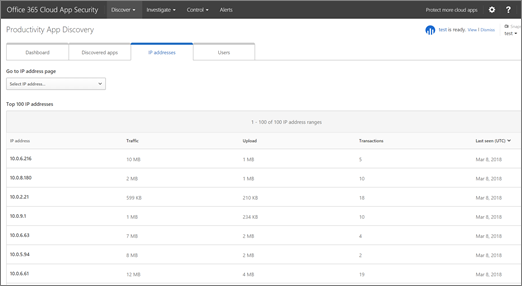 Office 365 Cloud App Security Discover Investigate Control Alerts Protect more cloud apps ?
Productivity App Discovery
test is ready. View | Dismiss
test
Dashboard Discovered apps IP addresses Users
Go to IP address page
Select IP address...
Top 100 IP addresses
1 - 100 of 100 IP address ranges
IP address Traffic Upload Transactions Last seen (UTC)
10.0.6.216 10 MB 1 MB 5 Mar 8, 2018
10.0.8.180 2 MB 1 MB 10 Mar 8, 2018
10.0.2.21 599 KB 210 KB 18 Mar 8, 2018
10.0.9.1 1 MB 234 KB 10 Mar 8, 2018
10.0.6.63 7 MB 2 MB 4 Mar 8, 2018
10.0.5.94 8 MB 2 MB 2 Mar 8, 2018
10.0.6.61 12 MB 4 MB 19 Mar 8, 2018